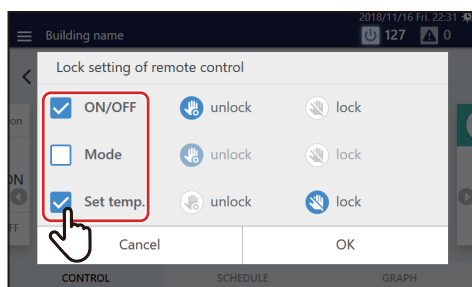 2018/11/16 Fri. 22:31
Building name
127
0
Lock setting of remote control
ON/OFF unlock lock
Mode unlock lock
Set temp. unlock lock
Cancel OK
CONTROL SCHEDULE GRAPH